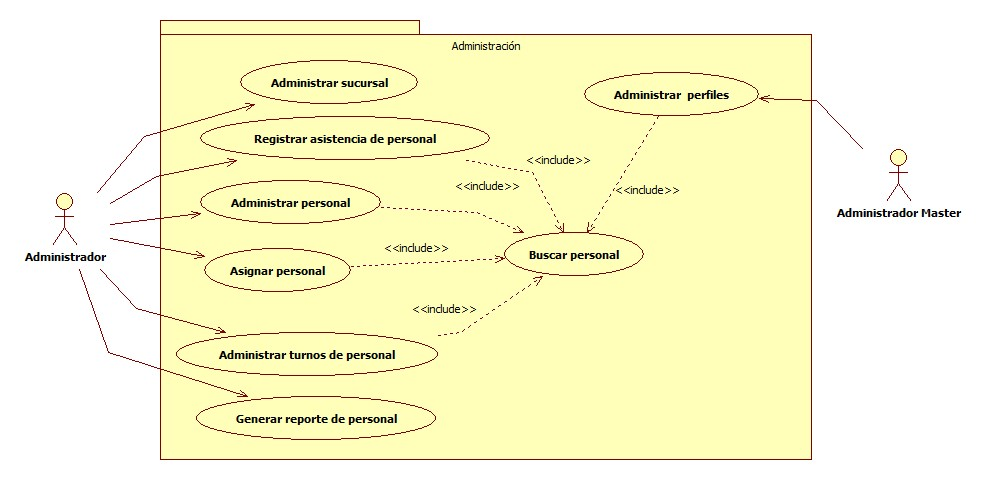 Administración
Administrar sucursal
Administrar perfiles
Registrar asistencia de personal
<<include>>
<<include>>
<<include>>
Administrar personal
Administrador Master
Administrador
<<include>>
Buscar personal
Asignar personal
<<include>>
Administrar turnos de personal
Generar reporte de personal